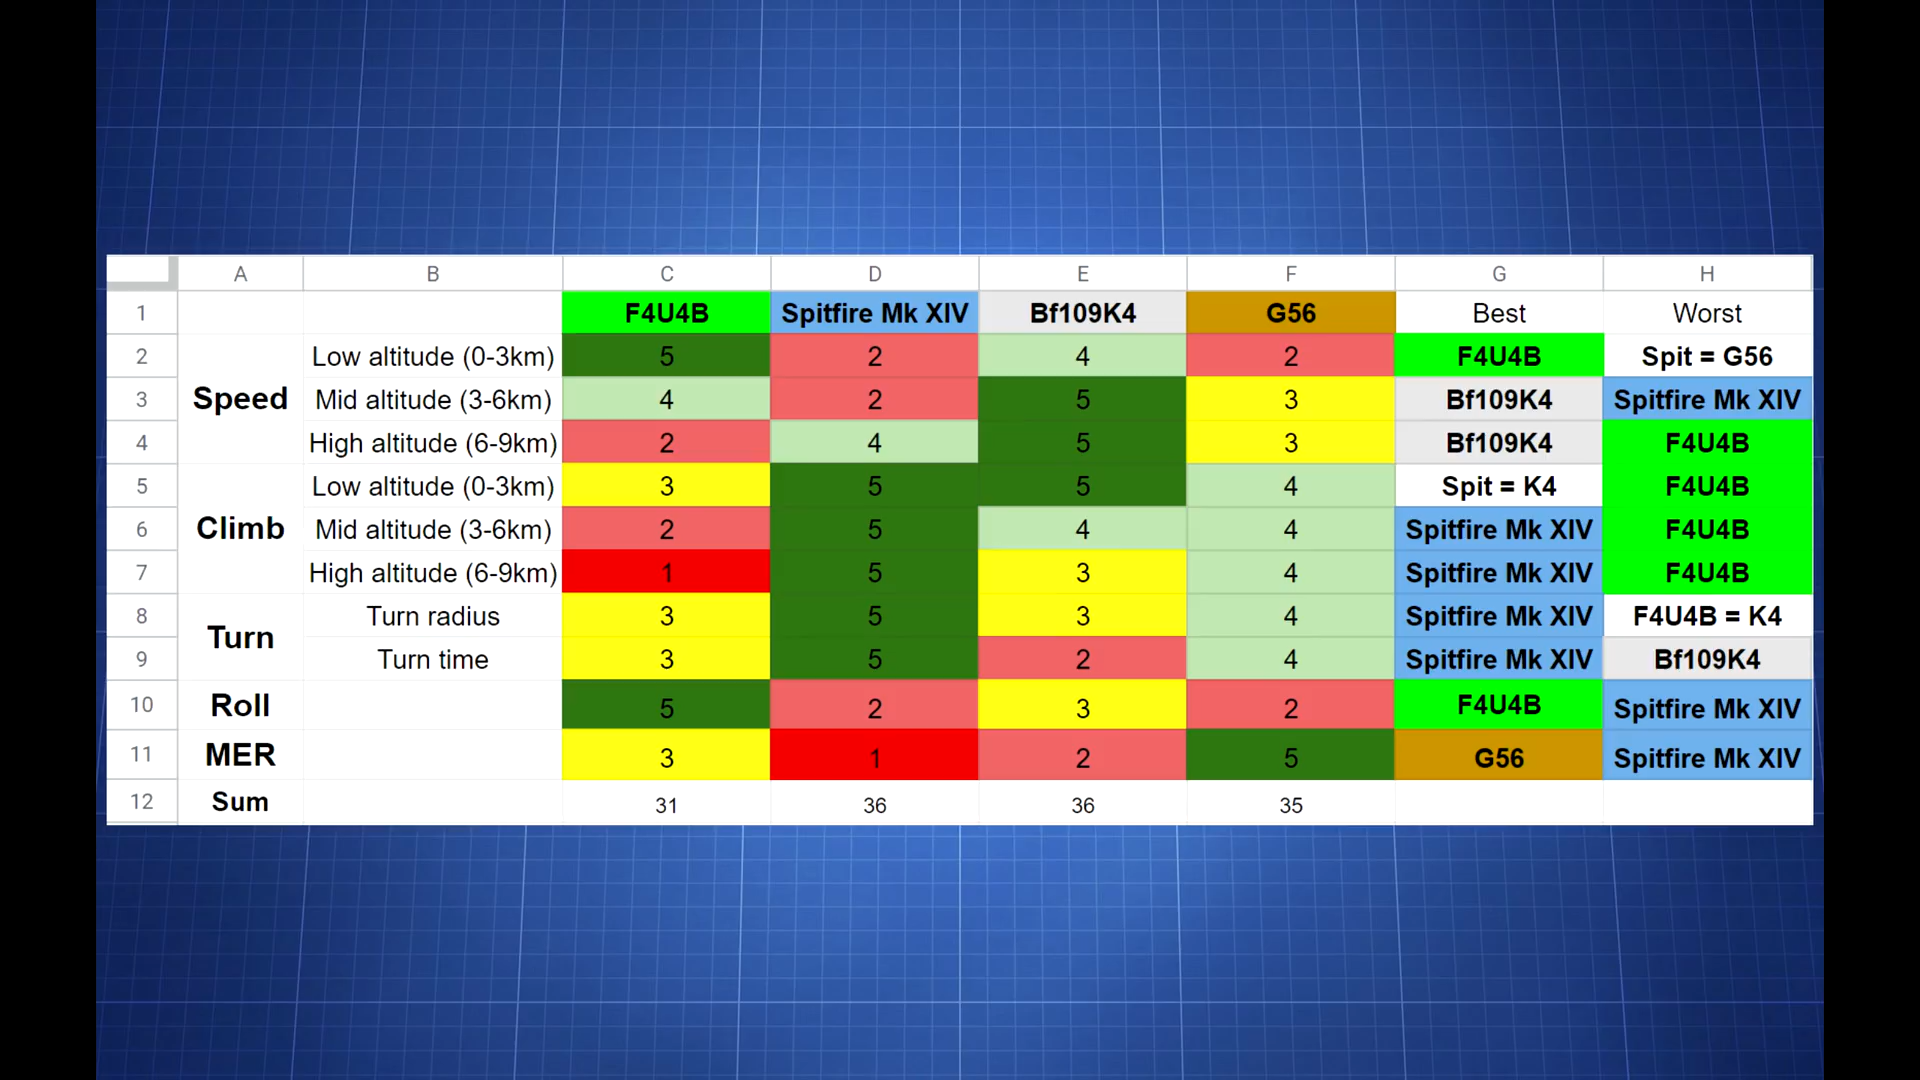 A B C D E F G H
1 F4U4B Spitfire Mk XIV Bf109K4 G56 Best Worst
2 Low altitude (0-3km) 5 2 4 2 F4U4B Spit = G56
3 Speed Mid altitude (3-6km) 4 2 5 3 Bf109K4 Spitfire Mk XIV
4 High altitude (6-9km) 2 4 5 3 Bf109K4 F4U4B
5 Low altitude (0-3km) 3 5 5 4 Spit = K4 F4U4B
6 Climb Mid altitude (3-6km) 2 5 4 4 Spitfire Mk XIV F4U4B
7 High altitude (6-9km) 1 5 3 4 Spitfire Mk XIV F4U4B
8 Turn Turn radius 3 5 3 4 Spitfire Mk XIV F4U4B = K4
9 Turn time 3 5 2 4 Spitfire Mk XIV Bf109K4
10 Roll 5 2 3 2 F4U4B Spitfire Mk XIV
11 MER 3 1 2 5 G56 Spitfire Mk XIV
12 Sum 31 36 36 35